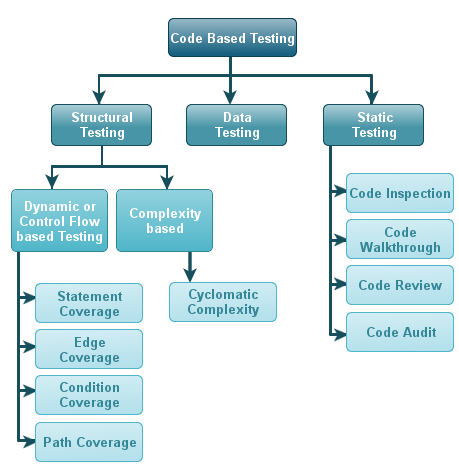 Code Based Testing
Structural
Testing
Data
Testing
Static
Testing
Dynamic or
Control Flow
based Testing
Complexity
based
Statement
Coverage
Edge
Coverage
Condition
Coverage
Path Coverage
Cyclomatic
Complexity
Code Inspection
Code
Walkthrough
Code Review
Code Audit